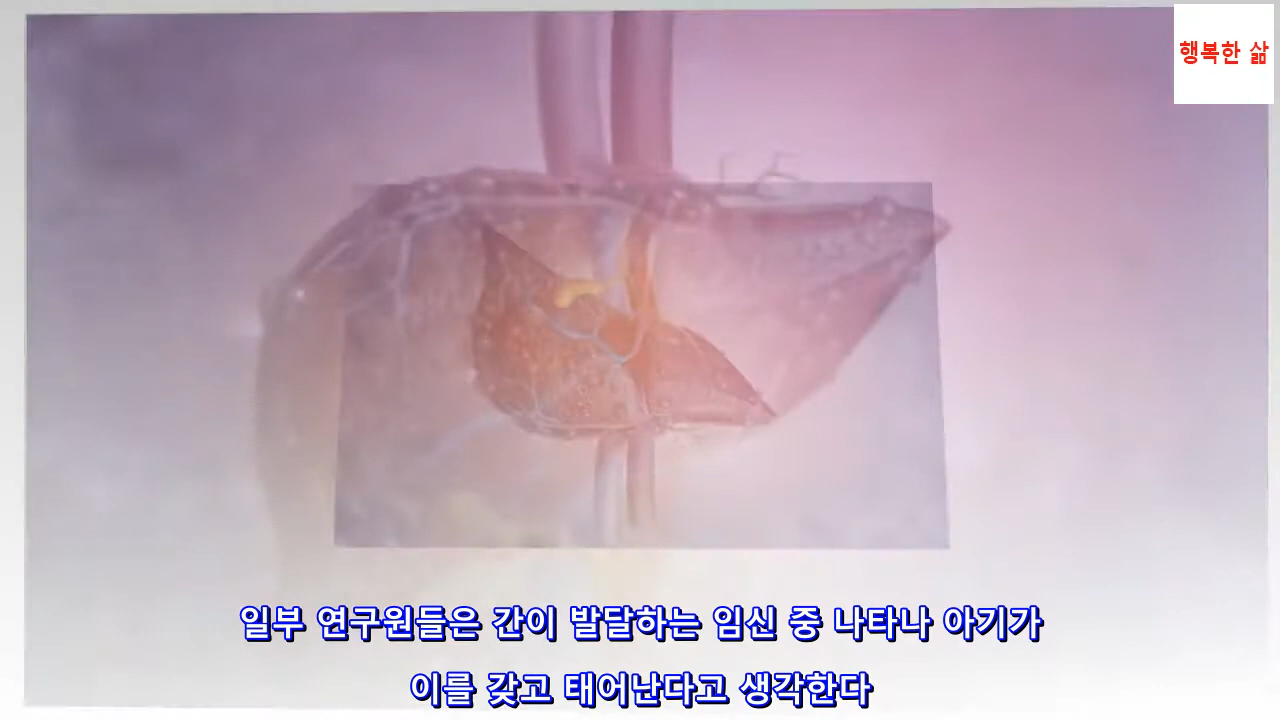 행복한 삶
일부 연구원들은 간이 발달하는 임신 중 나타나 아기가
이를 갖고 태어난다고 생각한다